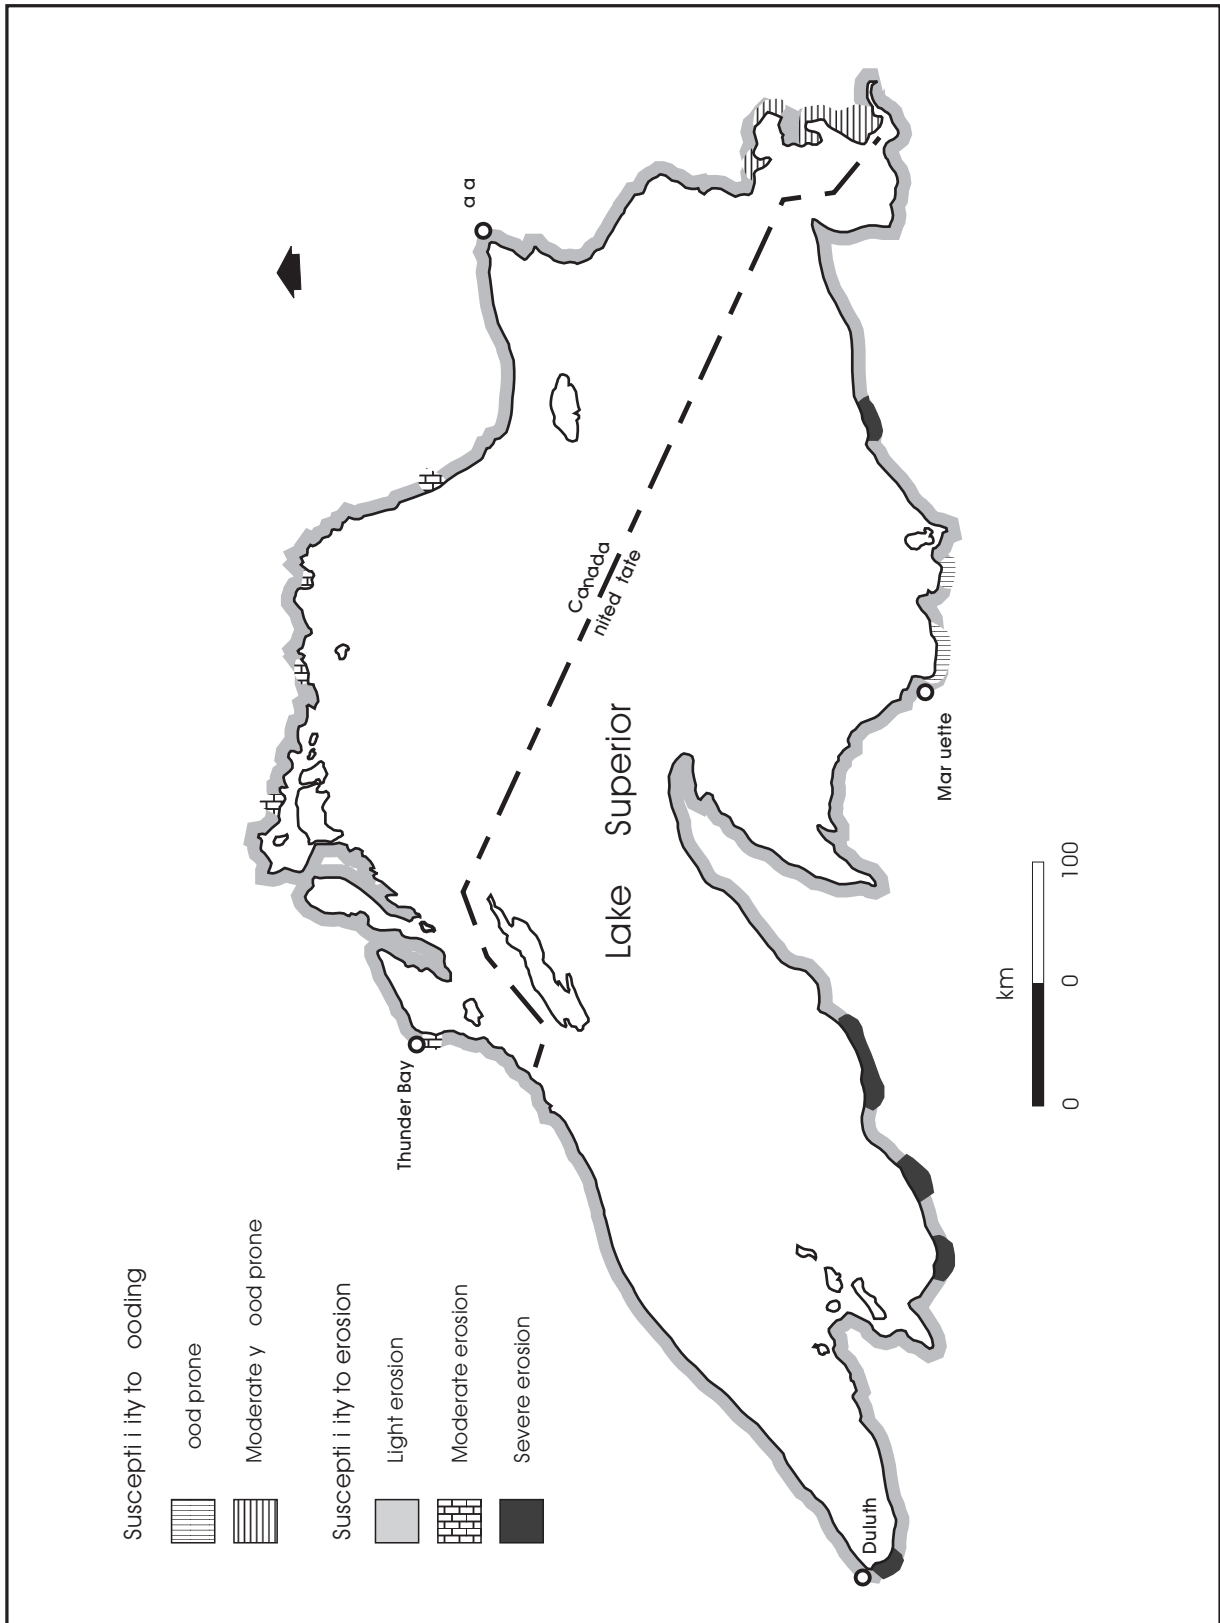 Suscepti i ity to ooding
ood prone
Moderate y ood prone
Suscepti i ity to erosion
Light erosion
Moderate erosion
Severe erosion
Thunder Bay
a a
Canada
nited tate
Lake Superior
Mar uette
Duluth
km
0 0 100